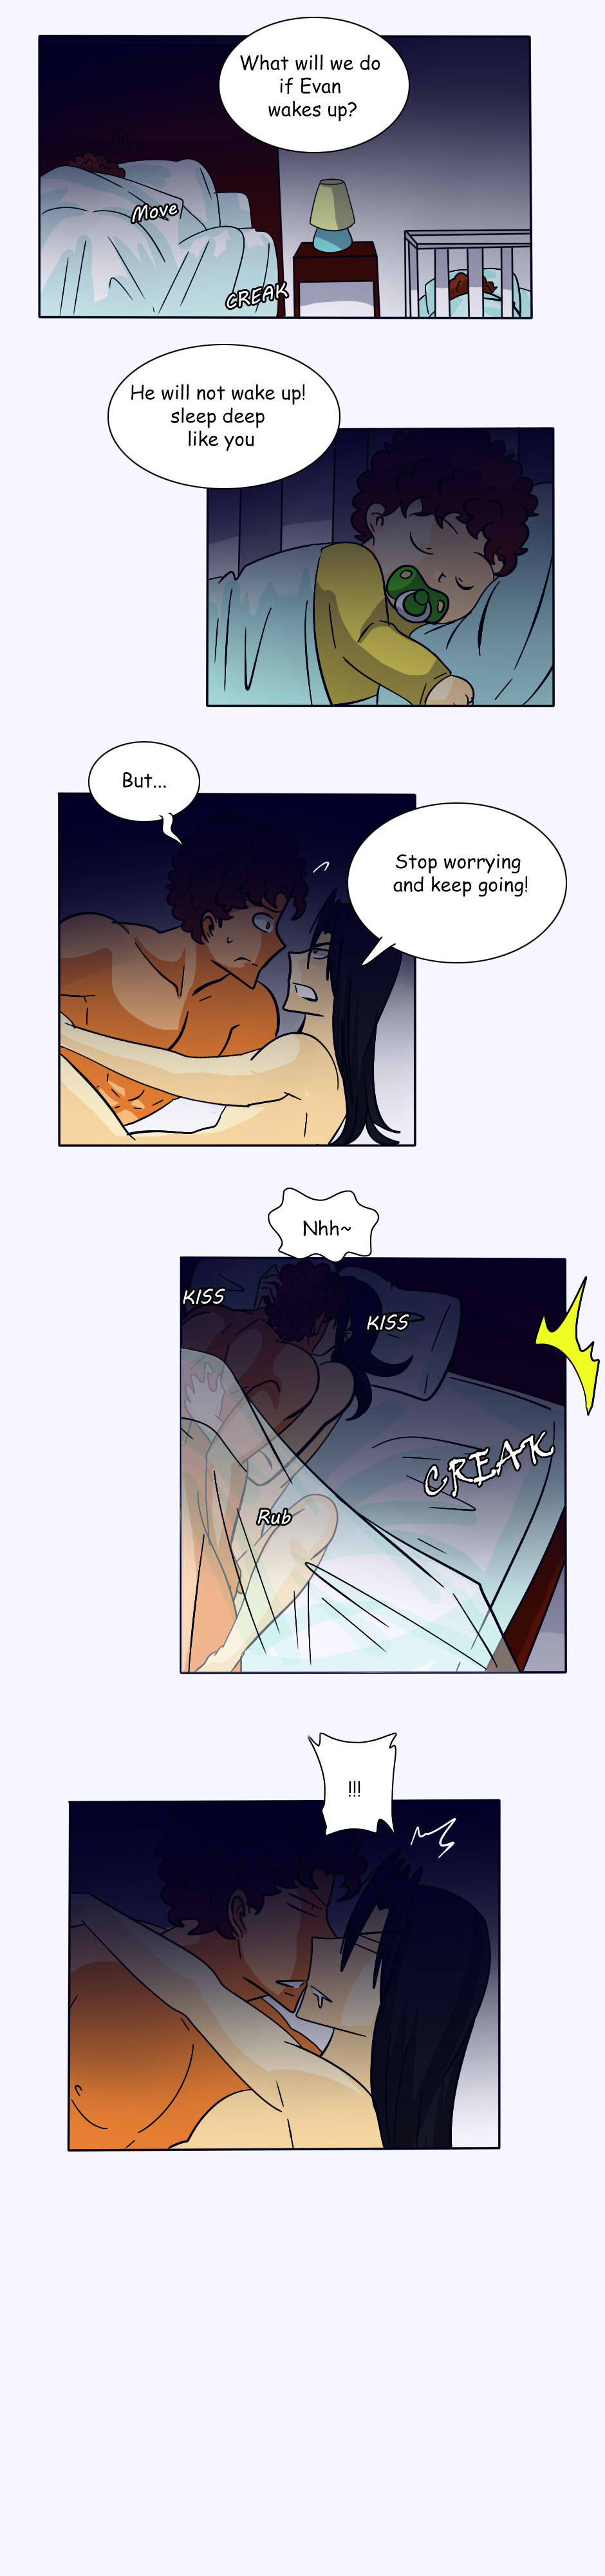 What will we do
if Evan
wakes up?
Move
CREAK
He will not wake up!
sleep deep
like you
But...
Stop worrying
and keep going!
Nhh~
KISS
KISS
CREAK
Rub
!!!